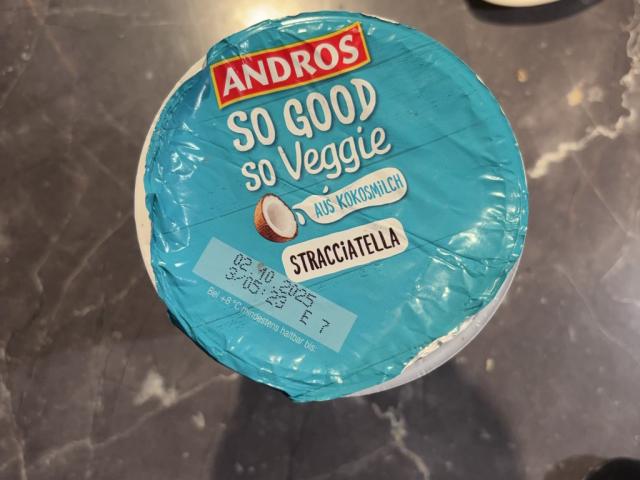 ANDROS
SO GOOD
so Veggie
AUS KOKOSMILCH
STRACCiATELLA
02.10.2025
3/05:23 E 7
Bei +8 °C mindestens haltbar bis: